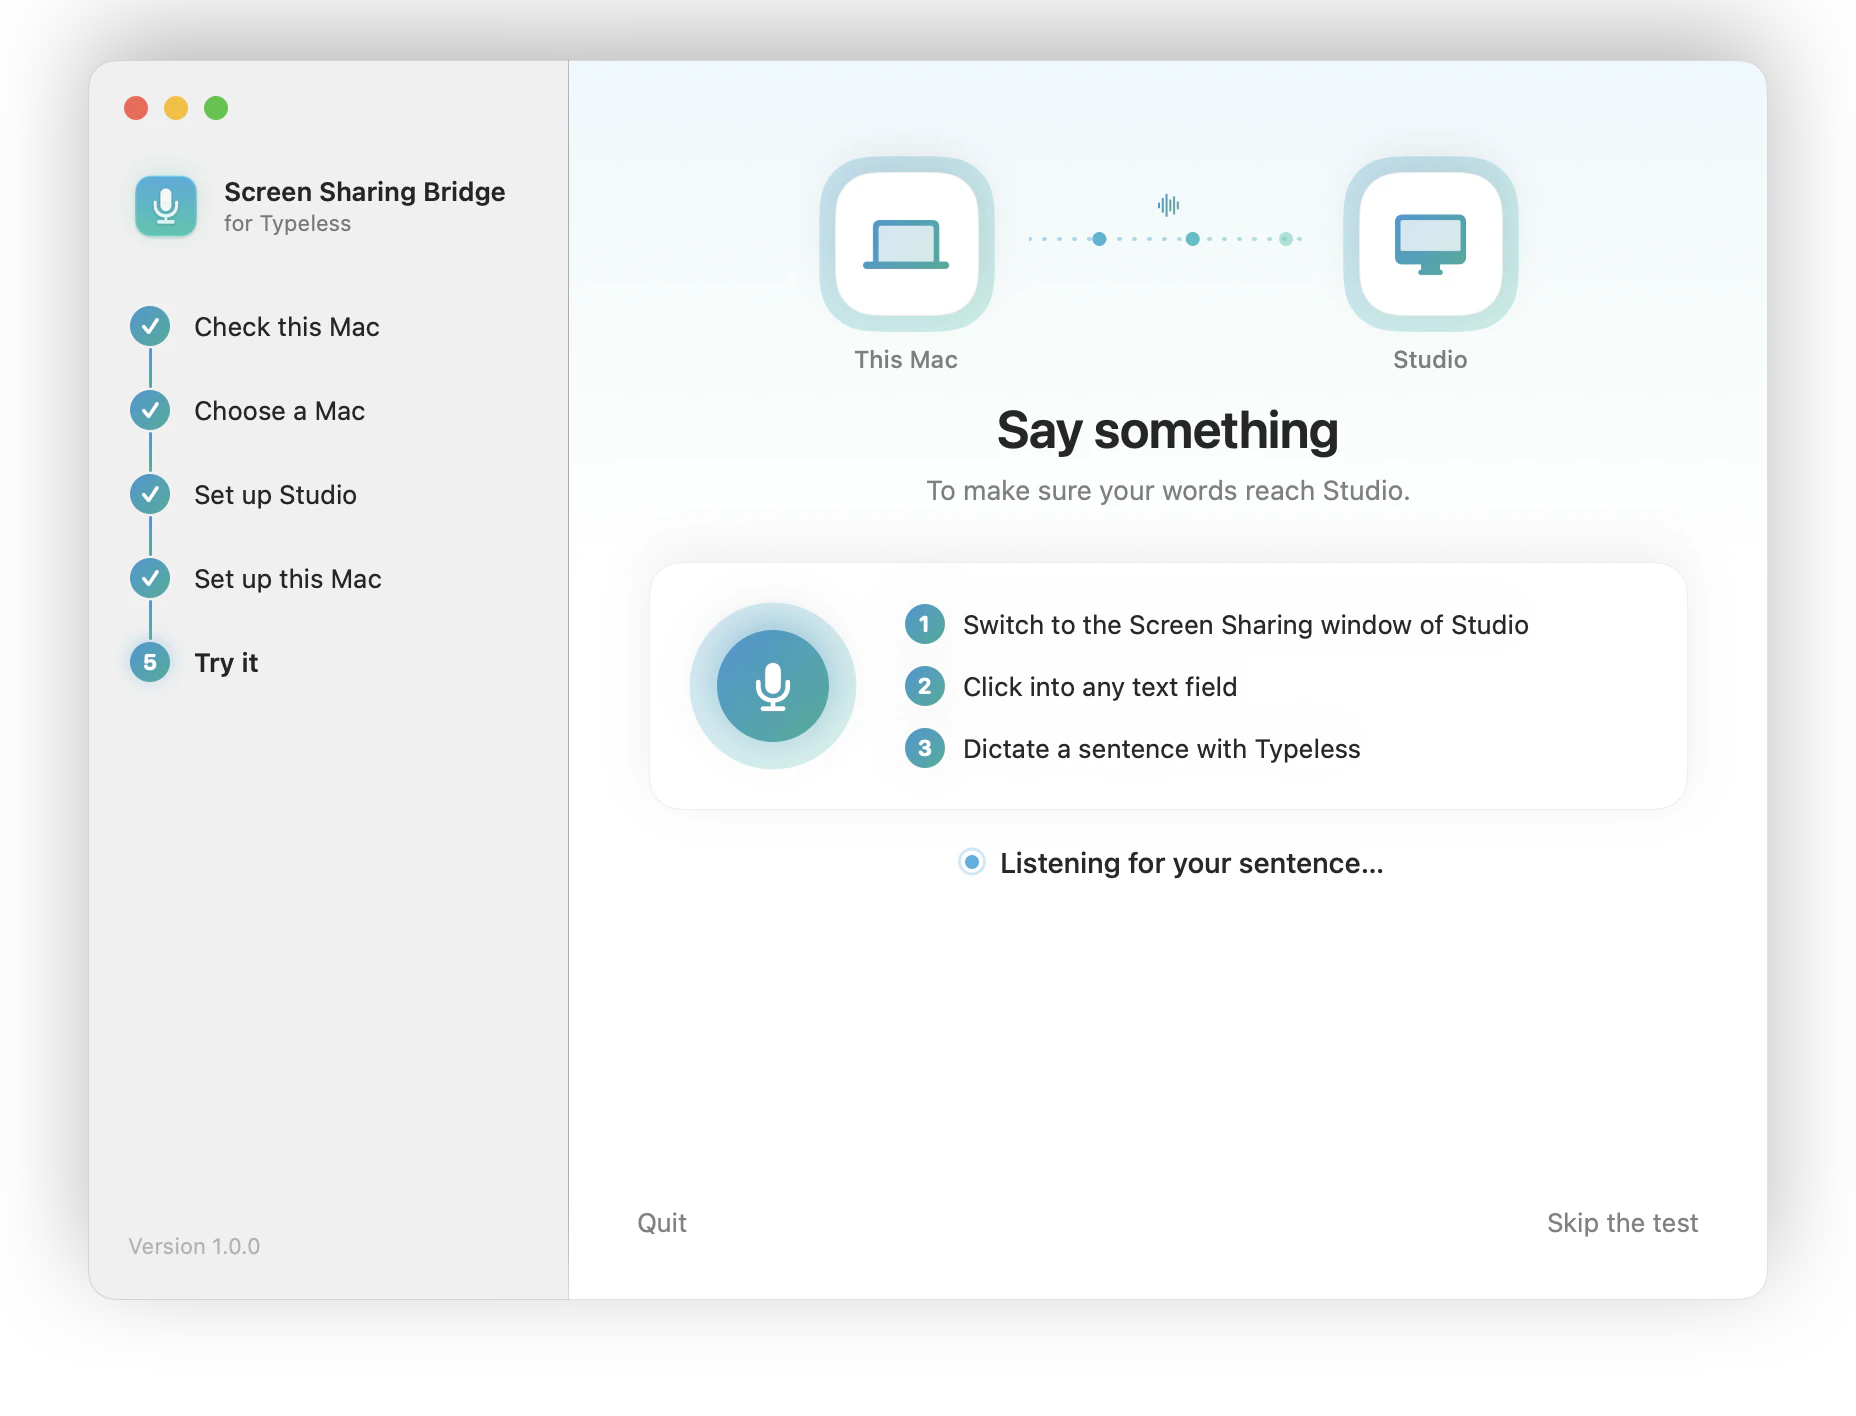 Screen Sharing Bridge
for Typeless
Check this Mac
Choose a Mac
Set up Studio
Set up this Mac
5 Try it
Version 1.0.0
This Mac
Studio
Say something
To make sure your words reach Studio.
1 Switch to the Screen Sharing window of Studio
2 Click into any text field
3 Dictate a sentence with Typeless
Listening for your sentence...
Quit
Skip the test